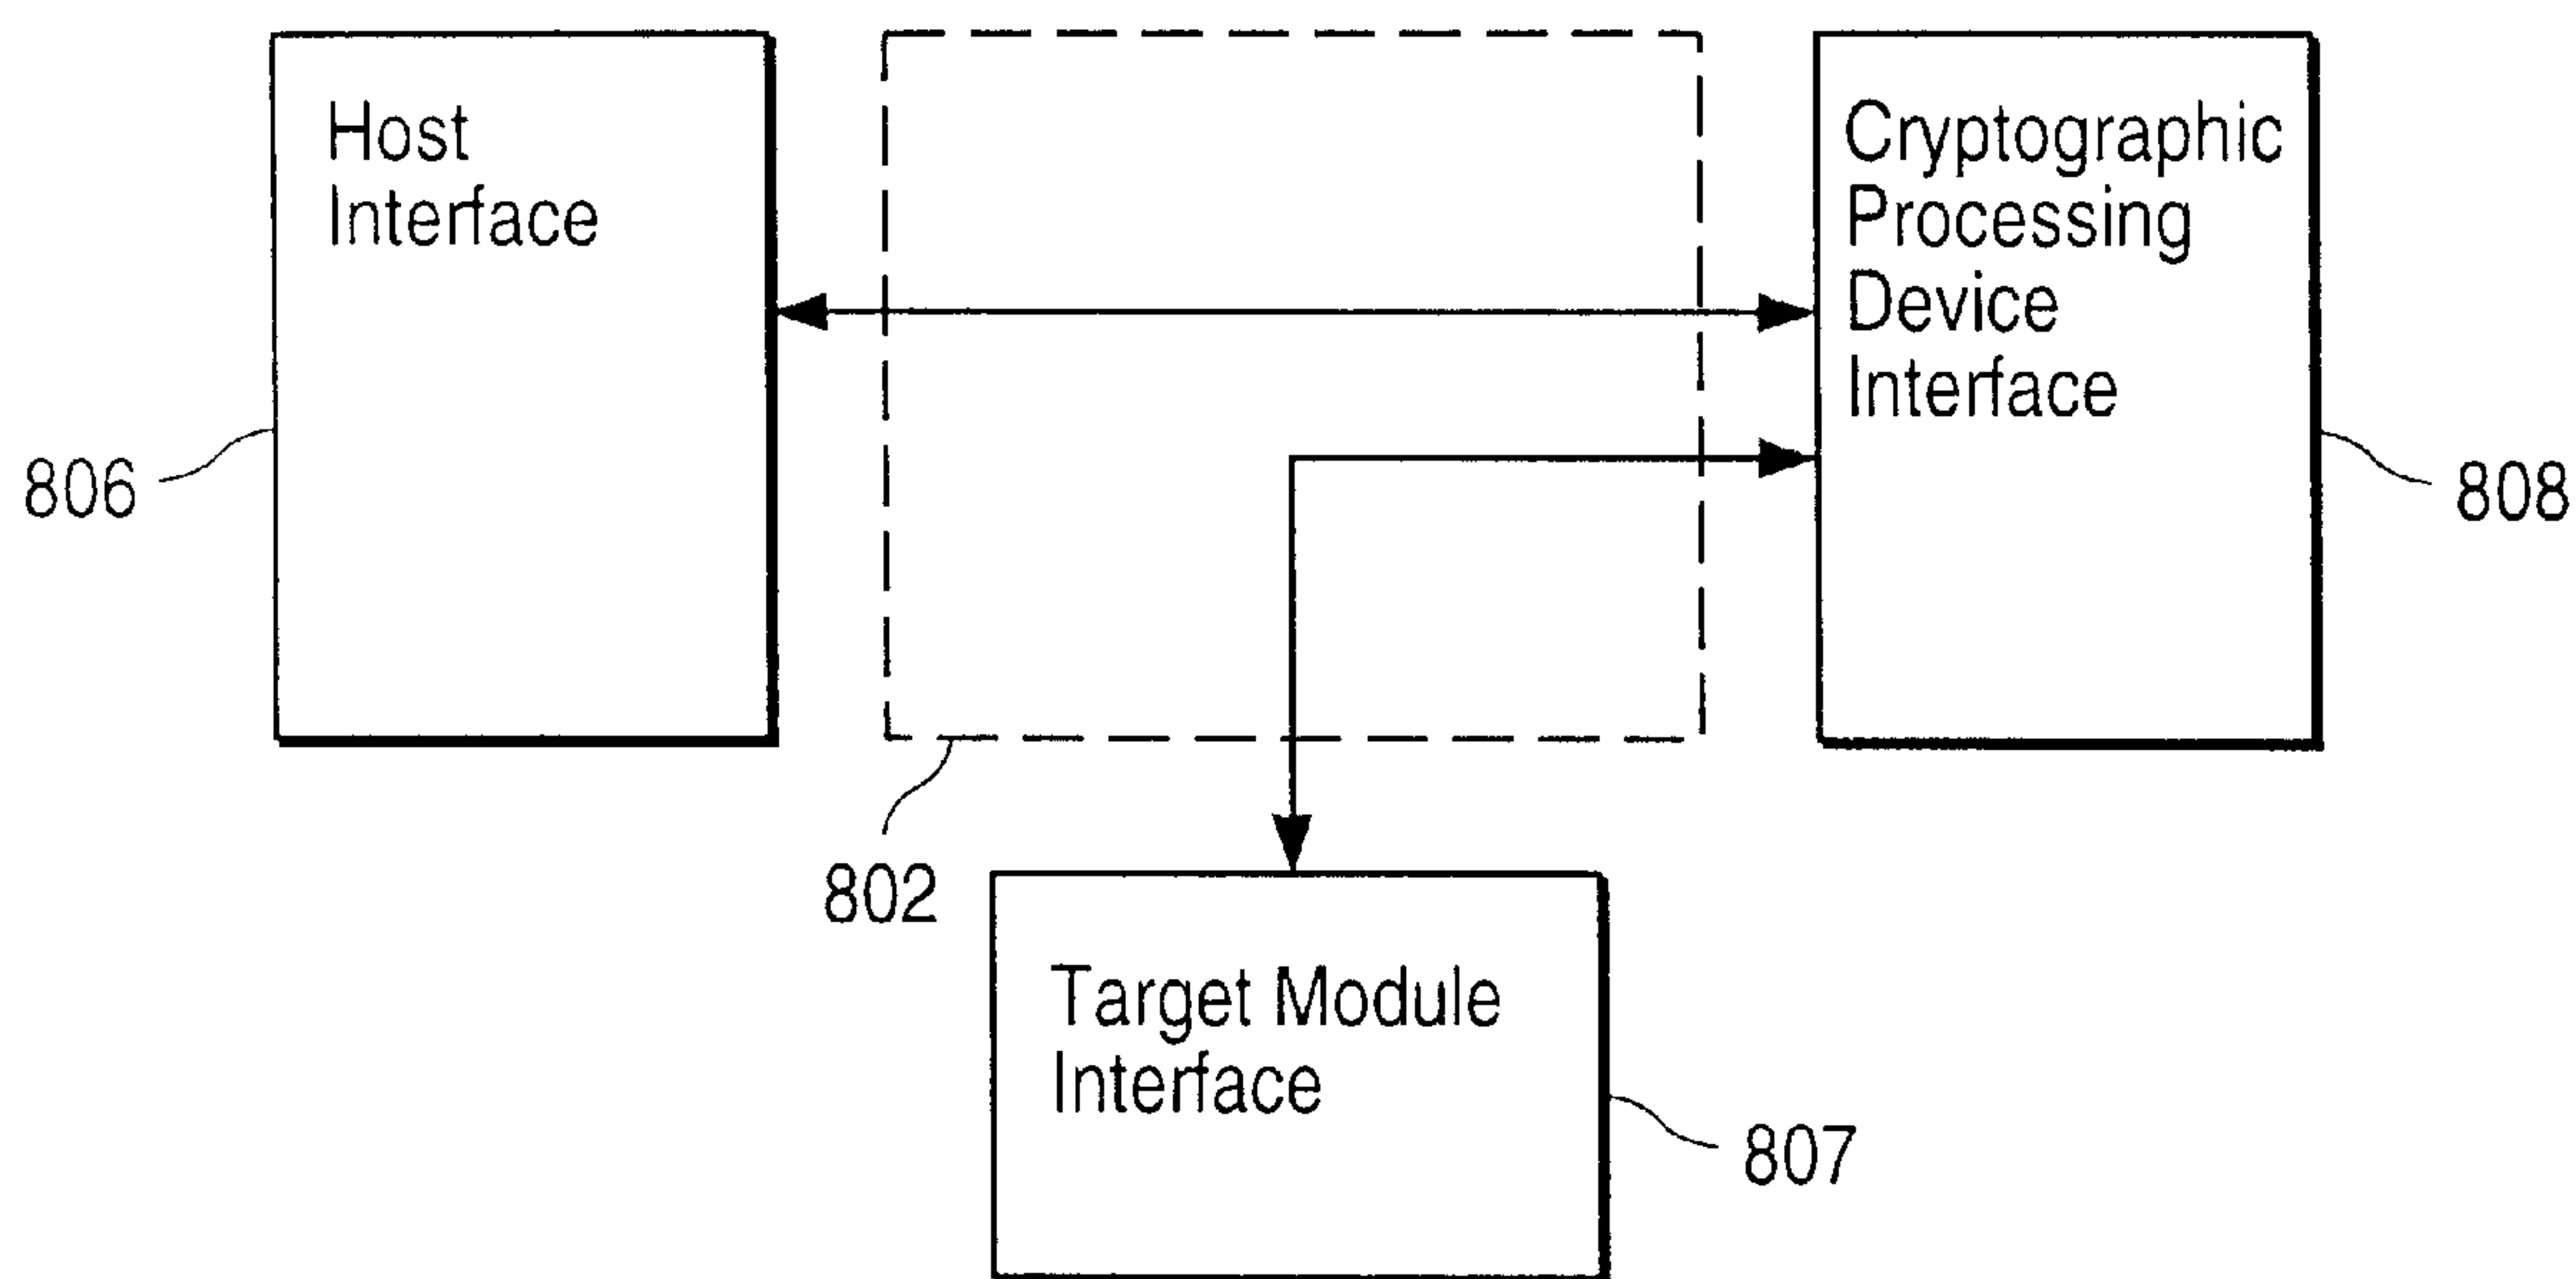 Host
Interface
Cryptographic
Processing
Device
Interface
806
808
802
Target Module
Interface
807